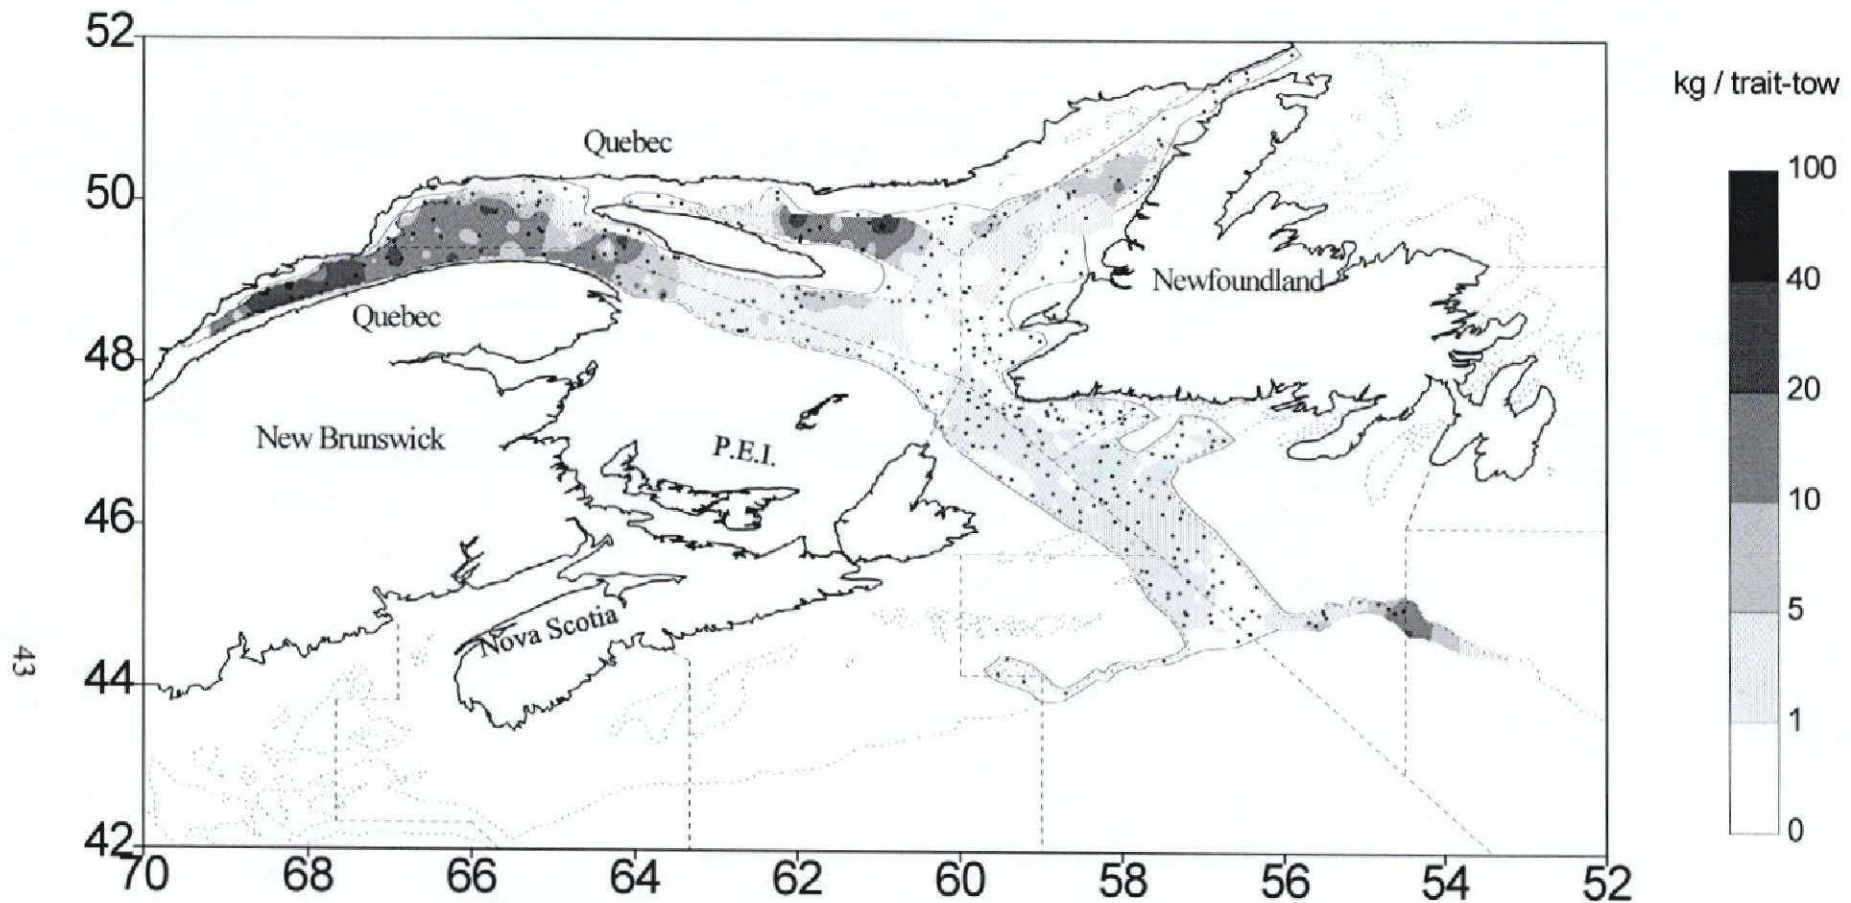 52
kg / trait-tow
Quebec
100
50
40
Newfoundland
Quebec
20
48
New Brunswick
P.E.I.
10
46
5
Nova Scotia
43
44
1
42
0
70 68 66 64 62 60 58 56 54 52